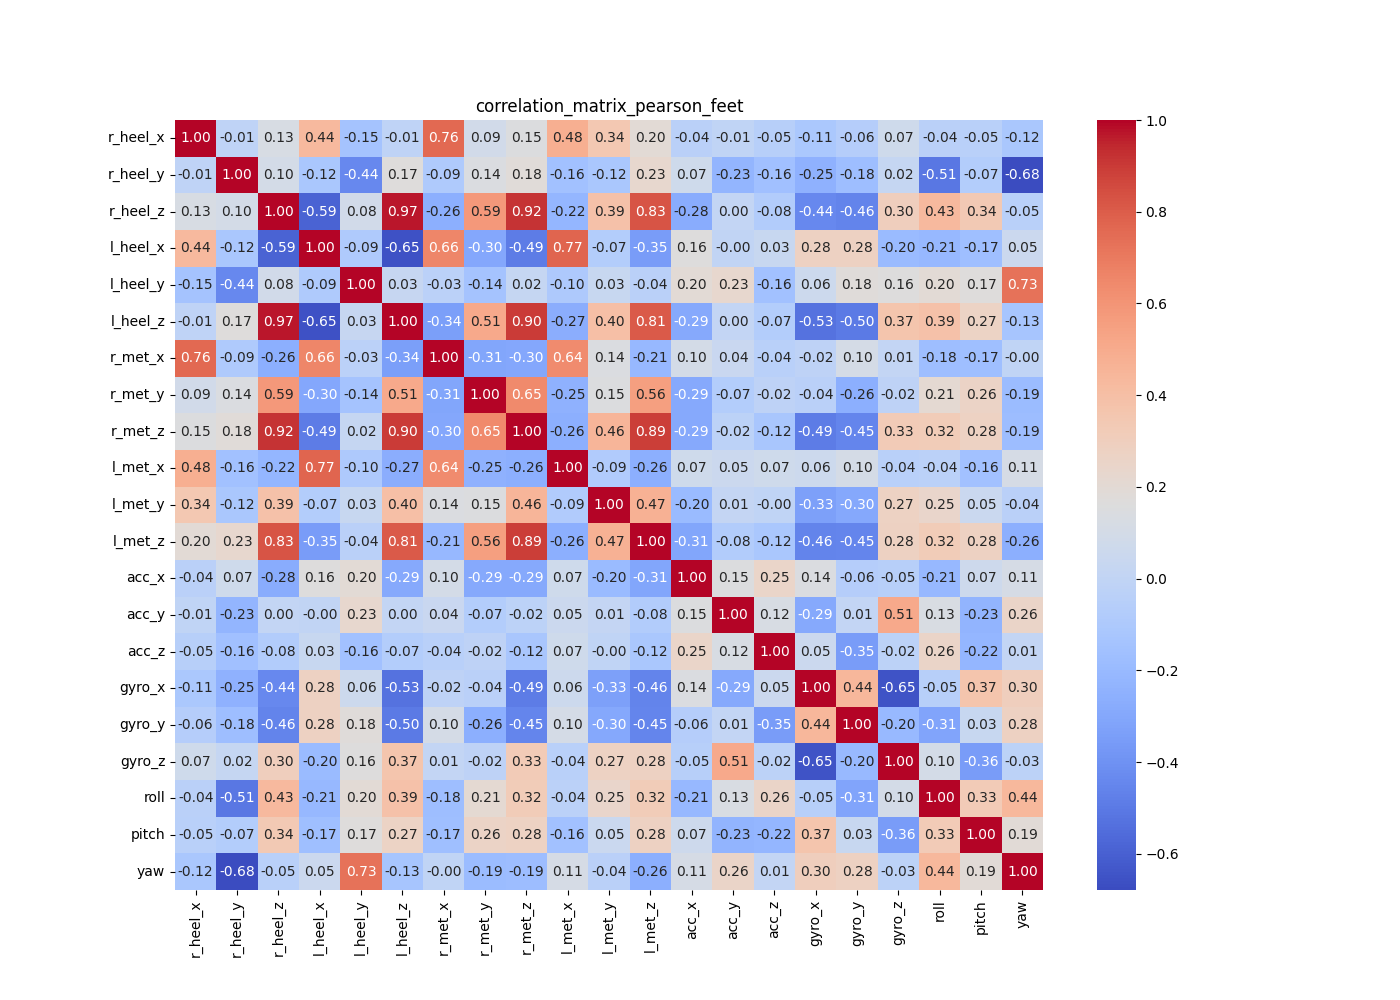 correlation_matrix_pearson_feet
r_heel_x 1.00 -0.01 0.13 0.44 -0.15 -0.01 0.76 0.09 0.15 0.48 0.34 0.20 -0.04 -0.01 -0.05 -0.11 -0.06 0.07 -0.04 -0.05 -0.12
r_heel_y -0.01 1.00 0.10 -0.12 -0.44 0.17 -0.09 0.14 0.18 -0.16 -0.12 0.23 0.07 -0.23 -0.16 -0.25 -0.18 0.02 -0.51 -0.07 -0.68
r_heel_z 0.13 0.10 1.00 -0.59 0.08 0.97 -0.26 0.59 0.92 -0.22 0.39 0.83 -0.28 0.00 -0.08 -0.44 -0.46 0.30 0.43 0.34 -0.05
l_heel_x 0.44 -0.12 -0.59 1.00 -0.09 -0.65 0.66 -0.30 -0.49 0.77 -0.07 -0.35 0.16 -0.00 0.03 0.28 0.28 -0.20 -0.21 -0.17 0.05
l_heel_y -0.15 -0.44 0.08 -0.09 1.00 0.03 -0.03 -0.14 0.02 -0.10 0.03 -0.04 0.20 0.23 -0.16 0.06 0.18 0.16 0.20 0.17 0.73
l_heel_z -0.01 0.17 0.97 -0.65 0.03 1.00 -0.34 0.51 0.90 -0.27 0.40 0.81 -0.29 0.00 -0.07 -0.53 -0.50 0.37 0.39 0.27 -0.13
r_met_x 0.76 -0.09 -0.26 0.66 -0.03 -0.34 1.00 -0.31 -0.30 0.64 0.14 -0.21 0.10 0.04 -0.04 -0.02 0.10 0.01 -0.18 -0.17 -0.00
r_met_y 0.09 0.14 0.59 -0.30 -0.14 0.51 -0.31 1.00 0.65 -0.25 0.15 0.56 -0.29 -0.07 -0.02 -0.04 -0.26 -0.02 0.21 0.26 -0.19
r_met_z 0.15 0.18 0.92 -0.49 0.02 0.90 -0.30 0.65 1.00 -0.26 0.46 0.89 -0.29 -0.02 -0.12 -0.49 -0.45 0.33 0.32 0.28 -0.19
l_met_x 0.48 -0.16 -0.22 0.77 -0.10 -0.27 0.64 -0.25 -0.26 1.00 -0.09 -0.26 0.07 0.05 0.07 0.06 0.10 -0.04 -0.04 -0.16 0.11
l_met_y 0.34 -0.12 0.39 -0.07 0.03 0.40 0.14 0.15 0.46 -0.09 1.00 0.47 -0.20 0.01 -0.00 -0.33 -0.30 0.27 0.25 0.05 -0.04
l_met_z 0.20 0.23 0.83 -0.35 -0.04 0.81 -0.21 0.56 0.89 -0.26 0.47 1.00 -0.31 -0.08 -0.12 -0.46 -0.45 0.28 0.32 0.28 -0.26
acc_x -0.04 0.07 -0.28 0.16 0.20 -0.29 0.10 -0.29 -0.29 0.07 -0.20 -0.31 1.00 0.15 0.25 0.14 -0.06 -0.05 -0.21 0.07 0.11
acc_y -0.01 -0.23 0.00 -0.00 0.23 0.00 0.04 -0.07 -0.02 0.05 0.01 -0.08 0.15 1.00 0.12 -0.29 0.01 0.51 0.13 -0.23 0.26
acc_z -0.05 -0.16 -0.08 0.03 -0.16 -0.07 -0.04 -0.02 -0.12 0.07 -0.00 -0.12 0.25 0.12 1.00 0.05 -0.35 -0.02 0.26 -0.22 0.01
gyro_x -0.11 -0.25 -0.44 0.28 0.06 -0.53 -0.02 -0.04 -0.49 0.06 -0.33 -0.46 0.14 -0.29 0.05 1.00 0.44 -0.65 -0.05 0.37 0.30
gyro_y -0.06 -0.18 -0.46 0.28 0.18 -0.50 0.10 -0.26 -0.45 0.10 -0.30 -0.45 -0.06 0.01 -0.35 0.44 1.00 -0.20 -0.31 0.03 0.28
gyro_z 0.07 0.02 0.30 -0.20 0.16 0.37 0.01 -0.02 0.33 -0.04 0.27 0.28 -0.05 0.51 -0.02 -0.65 -0.20 1.00 0.10 -0.36 -0.03
roll -0.04 -0.51 0.43 -0.21 0.20 0.39 -0.18 0.21 0.32 -0.04 0.25 0.32 -0.21 0.13 0.26 -0.05 -0.31 0.10 1.00 0.33 0.44
pitch -0.05 -0.07 0.34 -0.17 0.17 0.27 -0.17 0.26 0.28 -0.16 0.05 0.28 0.07 -0.23 -0.22 0.37 0.03 -0.36 0.33 1.00 0.19
yaw -0.12 -0.68 -0.05 0.05 0.73 -0.13 -0.00 -0.19 -0.19 0.11 -0.04 -0.26 0.11 0.26 0.01 0.30 0.28 -0.03 0.44 0.19 1.00
r_heel_x r_heel_y r_heel_z l_heel_x l_heel_y l_heel_z r_met_x r_met_y r_met_z l_met_x l_met_y l_met_z acc_x acc_y acc_z gyro_x gyro_y gyro_z roll pitch yaw
1.0
0.8
0.6
0.4
0.2
0.0
−0.2
−0.4
−0.6